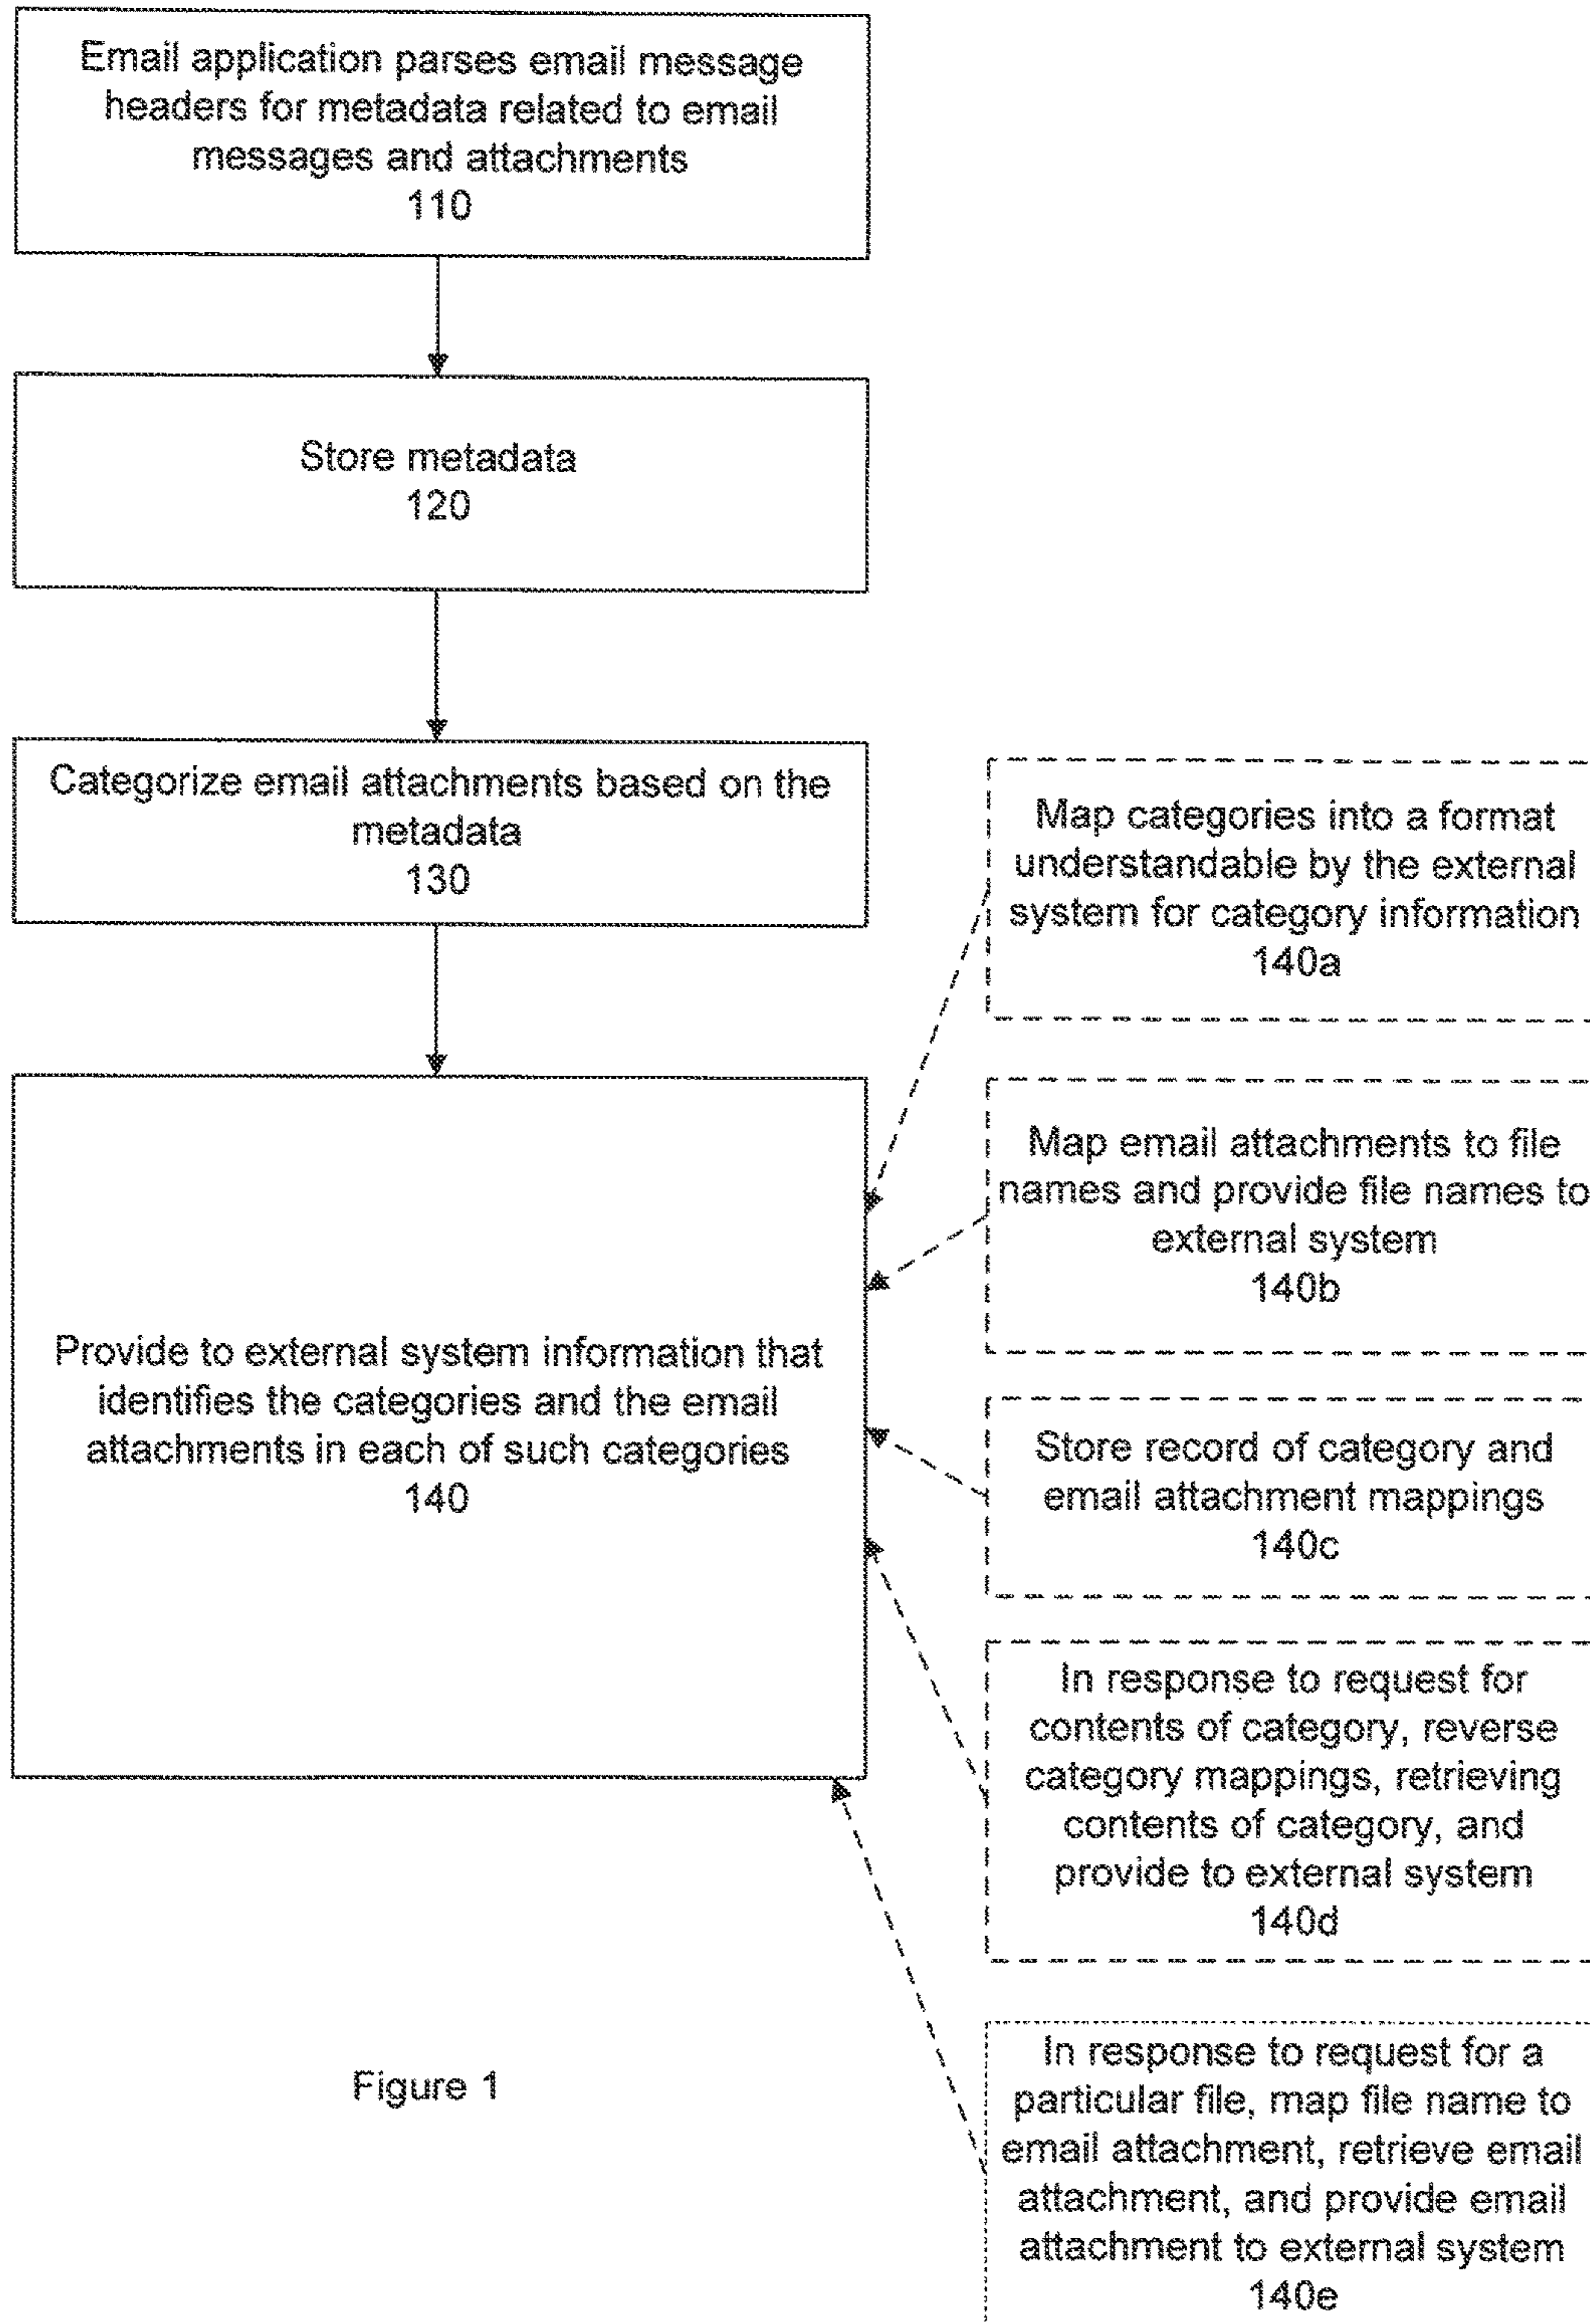 Email application parses email message
headers for metadata related to email
messages and attachments
110
Store metadata
120
Categorize email attachments based on the
metadata
130
Provide to external system information that
identifies the categories and the email
attachments in each of such categories
140
Map categories into a format
understandable by the external
system for category information
140a
Map email attachments to file
names and provide file names to
external system
140b
Store record of category and
email attachment mappings
140c
In response to request for
contents of category, reverse
category mappings, retrieving
contents of category, and
provide to external system
140d
In response to request for a
particular file, map file name to
email attachment, retrieve email
attachment, and provide email
attachment to external system
140e
Figure 1